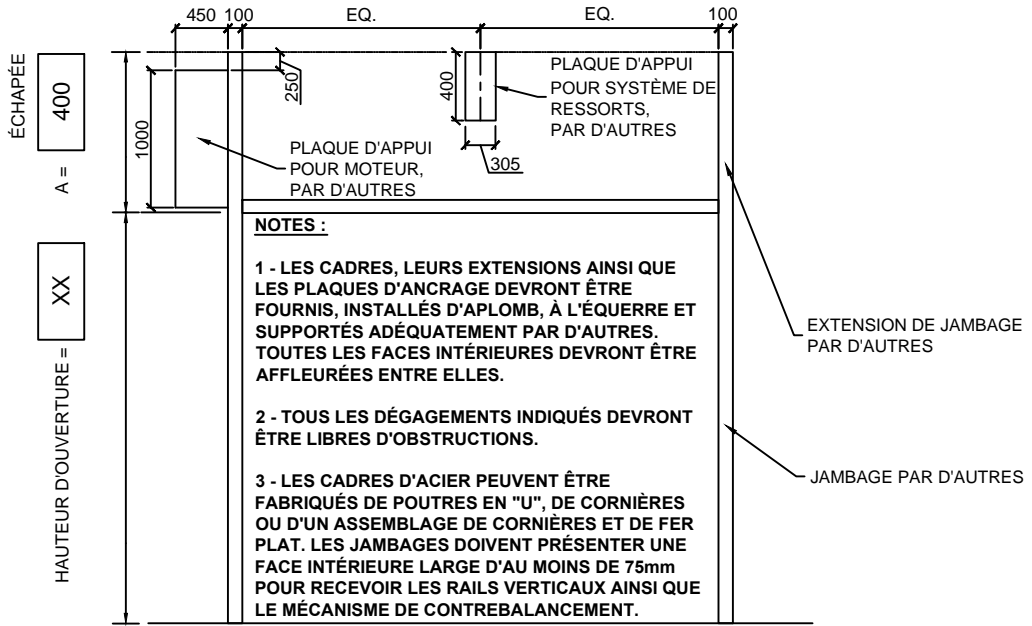 450 100 EQ. EQ. 100
ÉCHAPÉE
A = 400
250
1000
400
305
PLAQUE D'APPUI
POUR SYSTÈME DE
RESSORTS,
PAR D'AUTRES
PLAQUE D'APPUI
POUR MOTEUR,
PAR D'AUTRES
HAUTEUR D'OUVERTURE = XX
NOTES :
1 - LES CADRES, LEURS EXTENSIONS AINSI QUE
LES PLAQUES D'ANCRAGE DEVRONT ÊTRE
FOURNIS, INSTALLÉS D'APLOMB, À L'ÉQUERRE ET
SUPPORTÉS ADÉQUATEMENT PAR D'AUTRES.
TOUTES LES FACES INTÉRIEURES DEVRONT ÊTRE
AFFLEURÉES ENTRE ELLES.
2 - TOUS LES DÉGAGEMENTS INDIQUÉS DEVRONT
ÊTRE LIBRES D'OBSTRUCTIONS.
3 - LES CADRES D'ACIER PEUVENT ÊTRE
FABRIQUÉS DE POUTRES EN "U", DE CORNIÈRES
OU D'UN ASSEMBLAGE DE CORNIÈRES ET DE FER
PLAT. LES JAMBAGES DOIVENT PRÉSENTER UNE
FACE INTÉRIEURE LARGE D'AU MOINS DE 75mm
POUR RECEVOIR LES RAILS VERTICAUX AINSI QUE
LE MÉCANISME DE CONTREBALANCEMENT.
EXTENSION DE JAMBAGE
PAR D'AUTRES
JAMBAGE PAR D'AUTRES